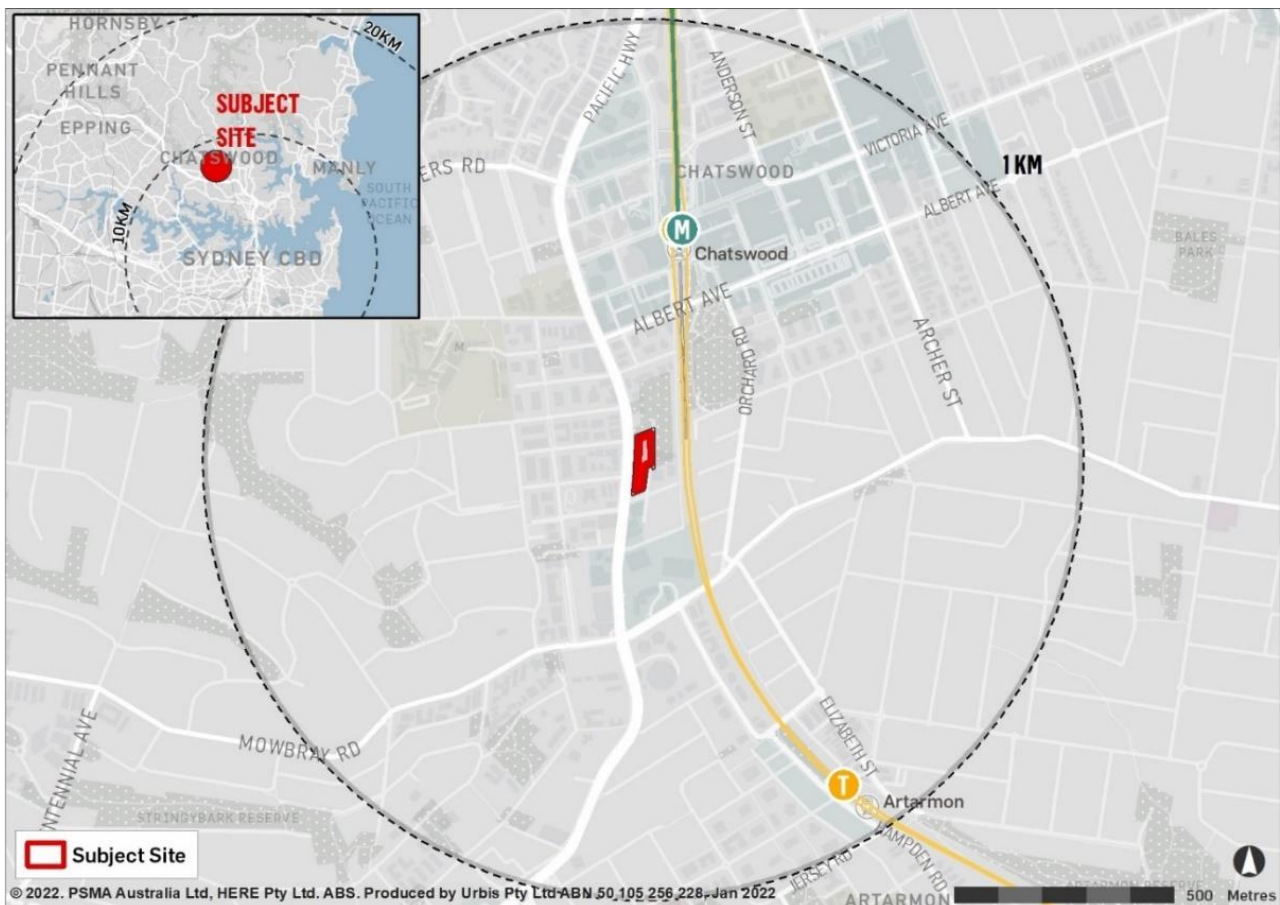 HORNSBY
20KM
PENNANT
HILLS
EPPING
SUBJECT
SITE
CHATSWOOD
MANLY
SOUTH
PACIFIC
OCEAN
10KM
SYDNEY CBD
PACIFIC HWY
ANDERSON ST
VICTORIA AVE
1 KM
ERS RD
CHATSWOOD
ALBERT AVE
M
Chatswood
BALES
PARK
ALBERT AVE
ORCHARD RD
ARCHER ST
M
MOWBRAY RD
ENTENNIAL AVE
ELIZABETH ST
T
Artarmon
STRINGYBARK RESERVE
HAMPDEN RD
JERSEY RD
ARTARMON
ARTARMON RESERVE
Subject Site
© 2022. PSMA Australia Ltd, HERE Pty Ltd. ABS. Produced by Urbis Pty Ltd ABN 50 105 256 228, Jan 2022
500 Metres